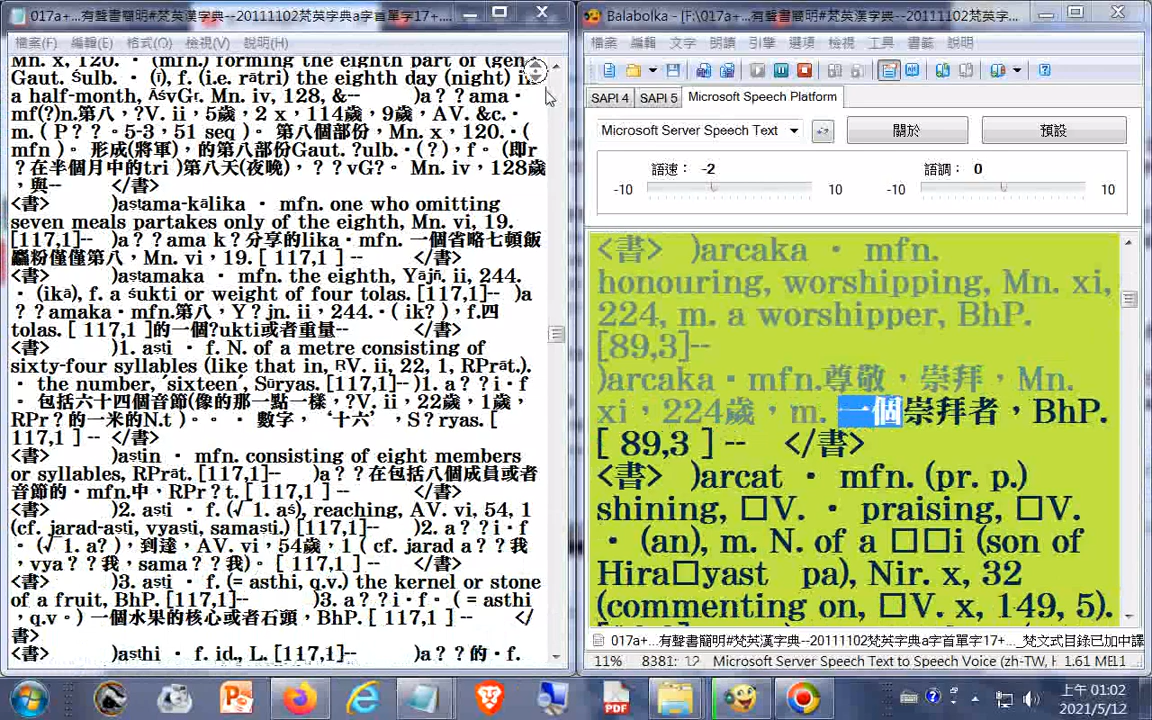 017a+...有聲書簡明#梵英漢字典--20111102梵英字典a字首單字17+...
檔案(F) 編輯(E) 格式(O) 檢視(V) 說明(H)
Mn. x, 120. • (mfn.) forming the eighth part of (gen
Gaut. Śulb. • (ī), f. (i.e. rātri) the eighth day (night) i
a half-month, ĀśvGṛ. Mn. iv, 128, &-- )a？？ama •
mf(?)n.第八，?V. ii，5歲，2 x，114歲，9歲，AV. &c. •
m. ( P？？。5-3，51 seq )。 第八個部份，Mn. x，120. • (
mfn )。 形成(將軍)，的第八部份Gaut. ?ulb. • (？)，f。 (即r
？在半個月中的tri )第八天(夜晚)，？？vG?。 Mn. iv，128歲
，與-- </書>
<書> )aṣṭama-kālika • mfn. one who omitting
seven meals partakes only of the eighth, Mn. vi, 19.
[117,1]-- )a？？ama k？分享的lika • mfn. 一個省略七頓飯
齲粉僅僅第八，Mn. vi，19. [ 117,1 ] -- </書>
<書> )aṣṭamaka • mfn. the eighth, Yājñ. ii, 244.
• (ikā), f. a śukti or weight of four tolas. [117,1]-- )a
？？amaka • mfn.第八，Y？jn. ii，244. • ( ik? )，f.四
tolas. [ 117,1 ]的一個?ukti或者重量-- </書>
<書> )1. aṣṭi • f. N. of a metre consisting of
sixty-four syllables (like that in, ṚV. ii, 22, 1, RPrāt.).
• the number, 'sixteen', Sūryas. [117,1]-- )1. a？？i • f
• 包括六十四個音節(像的那一點一樣，?V. ii，22歲，1歲，
RPr？的一米的N.t )。 • 數字，‘十六’，S？ryas. [
117,1 ] -- </書>
<書> )aṣṭin • mfn. consisting of eight members
or syllables, RPrāt. [117,1]-- )a？？在包括八個成員或者
音節的 • mfn.中，RPr？t. [ 117,1 ] -- </書>
<書> )2. aṣṭi • f. (√ 1. aś), reaching, AV. vi, 54, 1
(cf. jarad-aṣṭi, vyaṣṭi, samaṣṭi.) [117,1]-- )2. a？？i • f
• (√ 1. a? )，到達，AV. vi，54歲，1 ( cf. jarad a？？我
，vya？？我，sama？？我)。 [ 117,1 ] -- </書>
<書> )3. aṣṭi • f. (= asthi, q.v.) the kernel or stone
of a fruit, BhP. [117,1]-- )3. a？？i • f • ( = asthi
，q.v。) 一個水果的核心或者石頭，BhP. [ 117,1 ] -- </
書>
<書> )aṣṭhi • f. id., L. [117,1]-- )a？？的 • f.
Balabolka - [F:\017a+...有聲書簡明#梵英漢字典--20111102梵英字...
檔案 編輯 文字 朗讀 引擎 選項 檢視 工具 書籤 說明
SAPI 4 SAPI 5 Microsoft Speech Platform
Microsoft Server Speech Text 關於 預設
語速： -2 語調： 0
-10 10 -10 10
<書> )arcaka • mfn.
honouring, worshipping, Mn. xi,
224, m. a worshipper, BhP.
[89,3]--
)arcaka • mfn.尊敬，崇拜，Mn.
xi，224歲，m. 一個崇拜者，BhP.
[ 89,3 ] -- </書>
<書> )arcat • mfn. (pr. p.)
shining, □V. • praising, □V.
• (an), m. N. of a □□i (son of
Hira□yast pa), Nir. x, 32
(commenting on, □V. x, 149, 5).
017a+...有聲書簡明#梵英漢字典--20111102梵英字典a字首單字17+..._梵文式目錄已加中譯
11% 8381: 12 Microsoft Server Speech Text to Speech Voice (zh-TW, H 1.61 MB
上午 01:02
2021/5/12